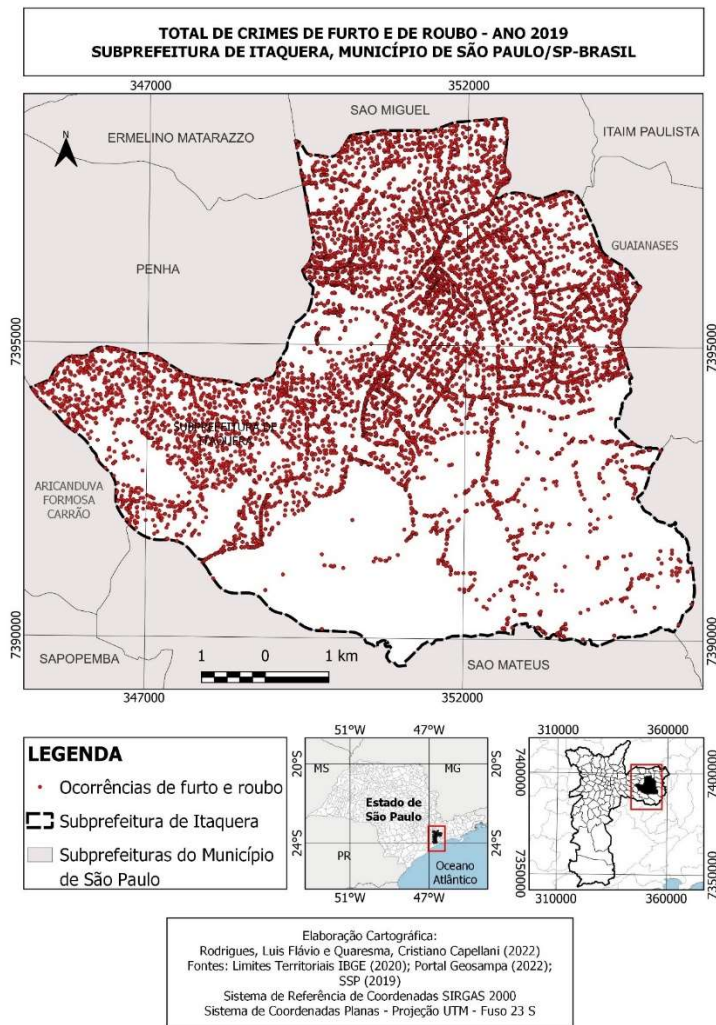 TOTAL DE CRIMES DE FURTO E DE ROUBO - ANO 2019
SUBPREFEITURA DE ITAQUERA, MUNICÍPIO DE SÃO PAULO/SP-BRASIL
347000
352000
SAO MIGUEL
ERMELINO MATARAZZO
ITAIM PAULISTA
N
GUAIANASES
PENHA
7395000
7395000
SUBPREFEITURA DE
ITAQUERA
ARICANDUVA
FORMOSA
CARRÃO
7390000
7390000
SAPOPEMBA
1 0 1 km
SAO MATEUS
347000
352000
LEGENDA
Ocorrências de furto e roubo
Subprefeitura de Itaquera
Subprefeituras do Município
de São Paulo
51°W 47°W
20°S
20°S
MS
MG
Estado de
São Paulo
24°S
24°S
PR
Oceano
Atlântico
51°W 47°W
310000 360000
7400000
7400000
7350000
7350000
310000 360000
Elaboração Cartográfica:
Rodrigues, Luis Flávio e Quaresma, Cristiano Capellani (2022)
Fontes: Limites Territoriais IBGE (2020); Portal Geosampa (2022);
SSP (2019)
Sistema de Referência de Coordenadas SIRGAS 2000
Sistema de Coordenadas Planas - Projeção UTM - Fuso 23 S